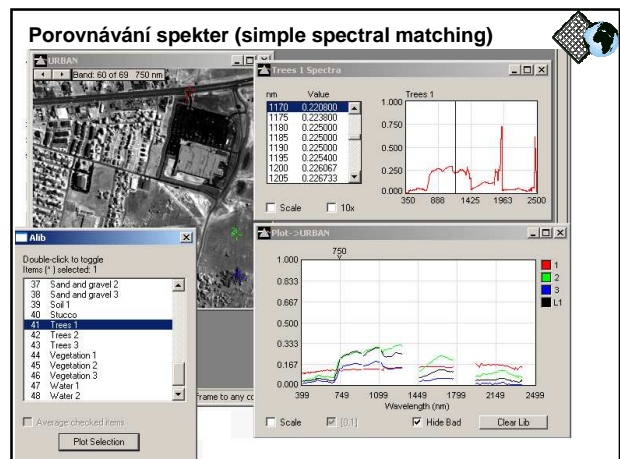 Porovnávání spekter (simple spectral matching)
URBAN
Band: 60 of 69 750 nm
Trees 1 Spectra
nm Value
1170 0.220800
1175 0.223800
1180 0.225000
1185 0.225000
1190 0.225000
1195 0.225400
1200 0.226067
1205 0.226733
Trees 1
1.000
0.750
0.500
0.250
0.000
350 888 1425 1963 2500
Scale 10x
Alib
Double-click to toggle
Items (*) selected: 1
37 Sand and gravel 2
38 Sand and gravel 3
39 Soil 1
40 Stucco
41 Trees 1
42 Trees 2
43 Trees 3
44 Vegetation 1
45 Vegetation 2
46 Vegetation 3
47 Water 1
48 Water 2
Average checked items
Plot Selection
Frame to any co
Plot->URBAN
750
1.000
0.833
0.667
0.500
0.333
0.167
0.000
399 749 1099 1449 1799 2149 2499
Wavelength (nm)
1
2
3
L1
Scale [0,1] Hide Bad Clear Lib